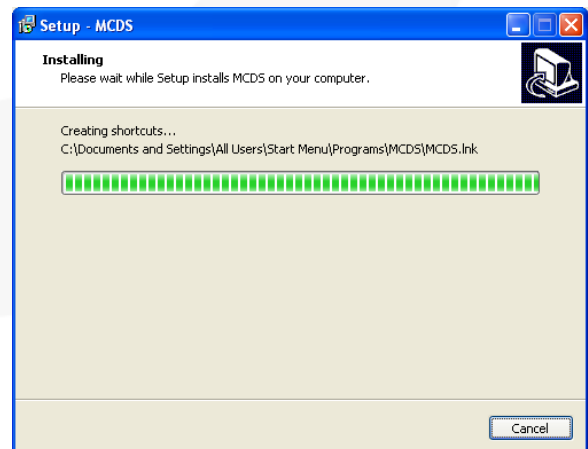 Setup - MCDS
Installing
Please wait while Setup installs MCDS on your computer.
Creating shortcuts...
C:\Documents and Settings\All Users\Start Menu\Programs\MCDS\MCDS.lnk
Cancel